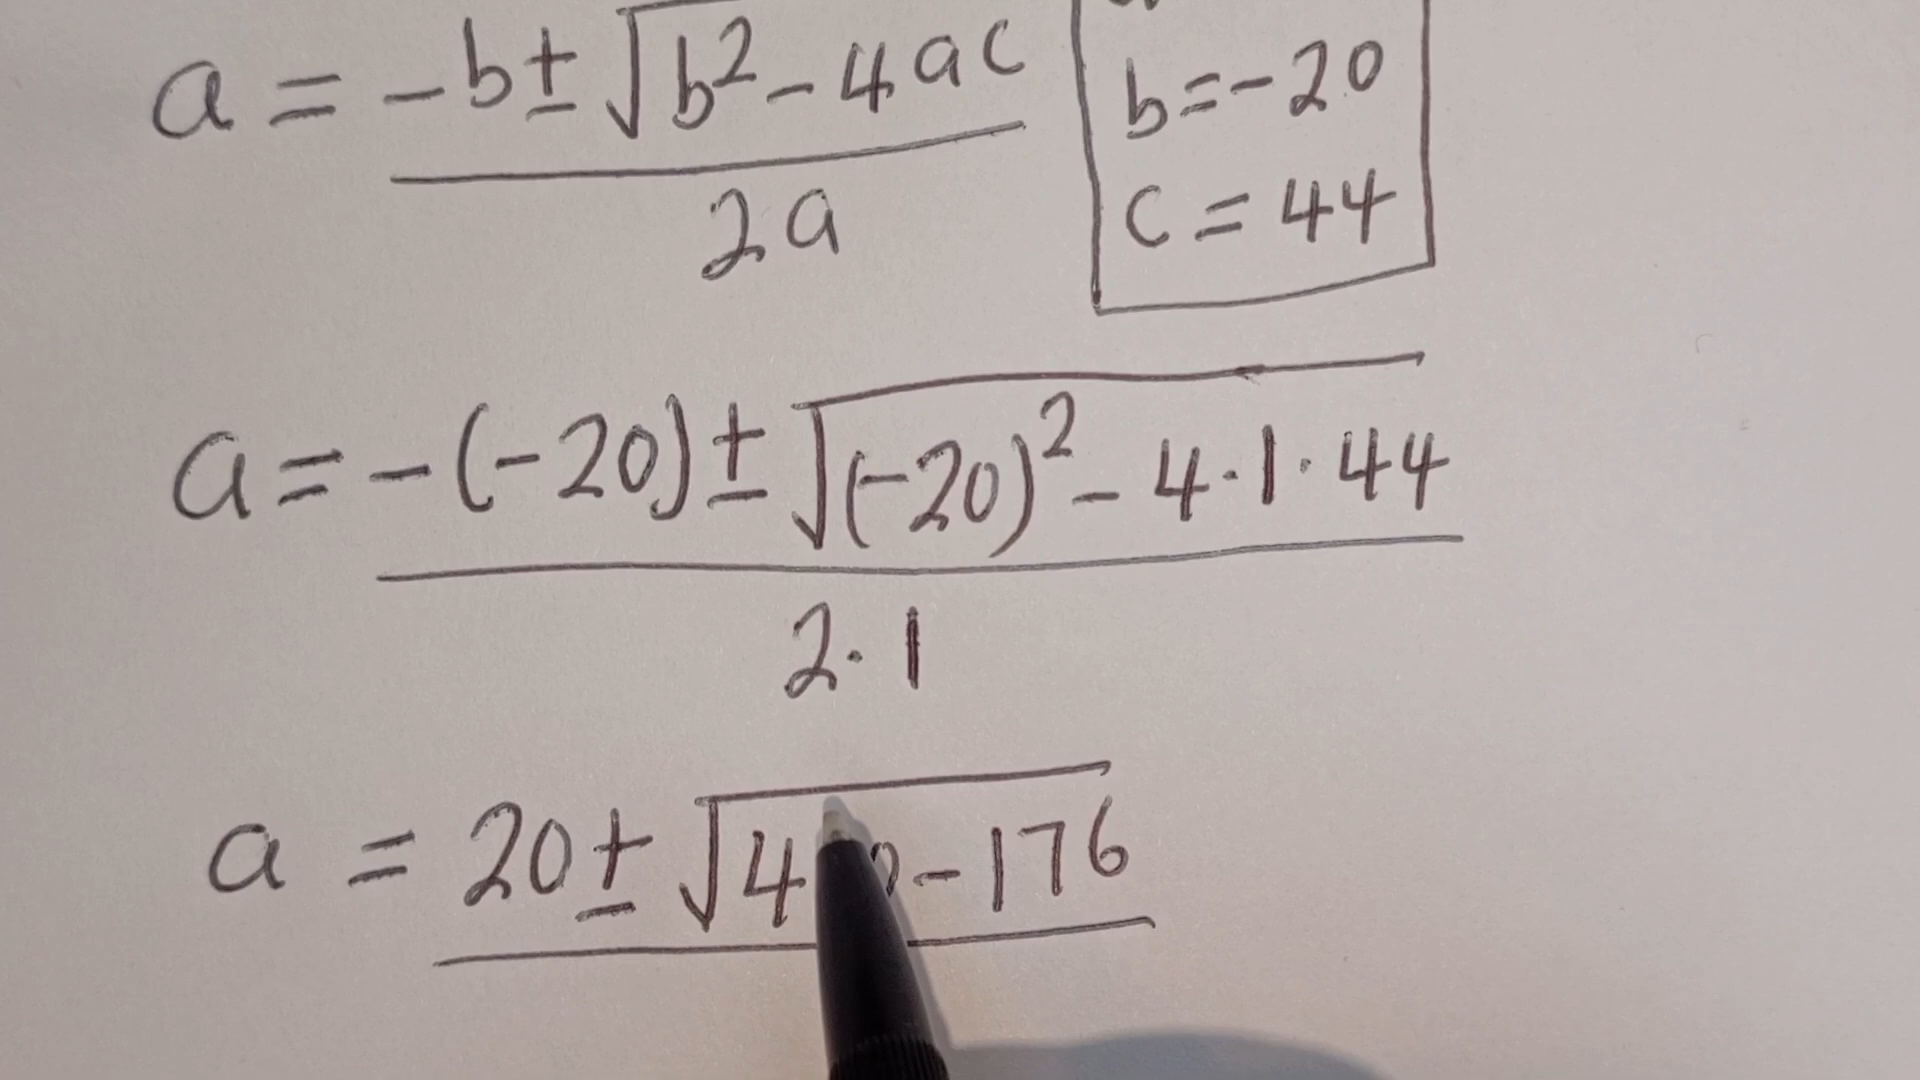 a = -b ± √b² - 4ac
2a
b = -20
c = 44
a = -(-20) ± √(-20)² - 4·1·44
2·1
a = 20 ± √4 - 176